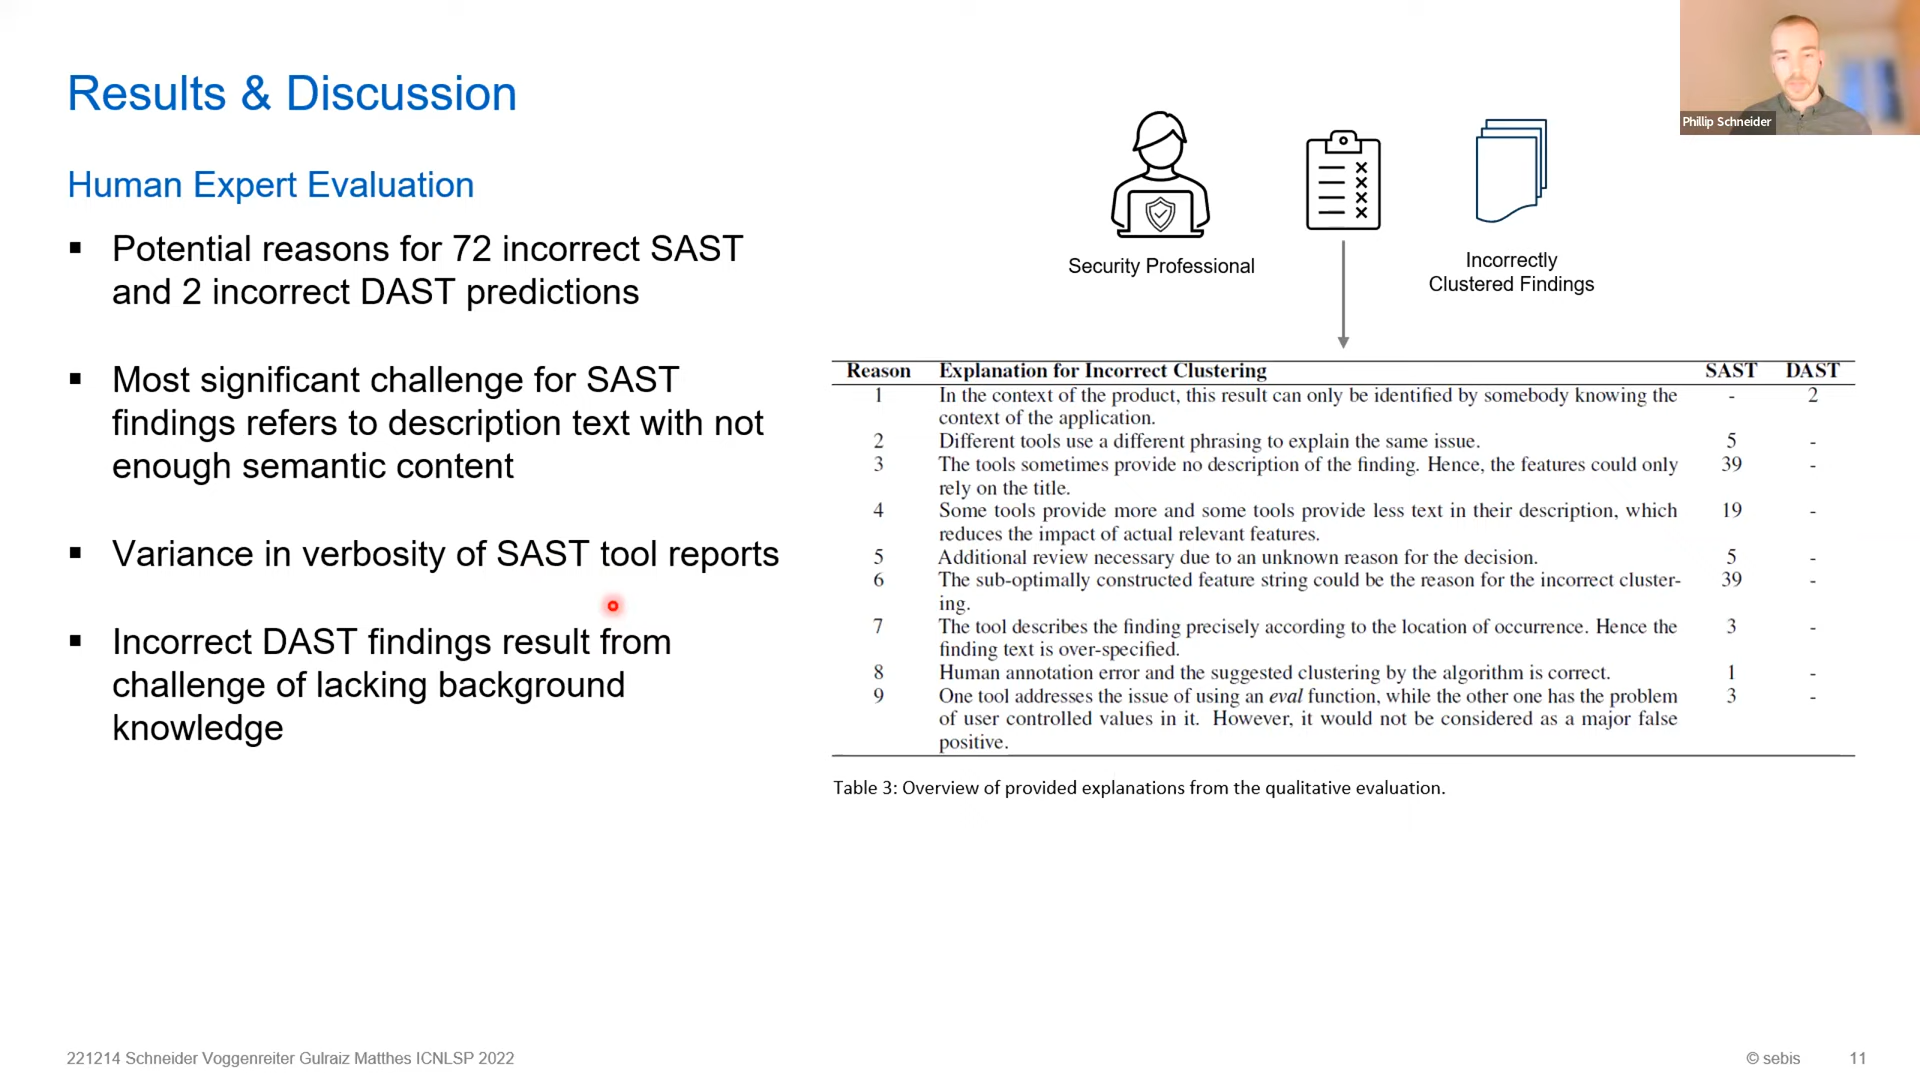 Results & Discussion
Phillip Schneider
Human Expert Evaluation
▪ Potential reasons for 72 incorrect SAST
and 2 incorrect DAST predictions
▪ Most significant challenge for SAST
findings refers to description text with not
enough semantic content
▪ Variance in verbosity of SAST tool reports
▪ Incorrect DAST findings result from
challenge of lacking background
knowledge
Security Professional
Incorrectly
Clustered Findings
Reason Explanation for Incorrect Clustering SAST DAST
1 In the context of the product, this result can only be identified by somebody knowing the - 2
context of the application.
2 Different tools use a different phrasing to explain the same issue. 5 -
3 The tools sometimes provide no description of the finding. Hence, the features could only 39 -
rely on the title.
4 Some tools provide more and some tools provide less text in their description, which 19 -
reduces the impact of actual relevant features.
5 Additional review necessary due to an unknown reason for the decision. 5 -
6 The sub-optimally constructed feature string could be the reason for the incorrect cluster- 39 -
ing.
7 The tool describes the finding precisely according to the location of occurrence. Hence the 3 -
finding text is over-specified.
8 Human annotation error and the suggested clustering by the algorithm is correct. 1 -
9 One tool addresses the issue of using an eval function, while the other one has the problem 3 -
of user controlled values in it. However, it would not be considered as a major false
positive.
Table 3: Overview of provided explanations from the qualitative evaluation.
221214 Schneider Voggenreiter Gulraiz Matthes ICNLSP 2022
© sebis 11